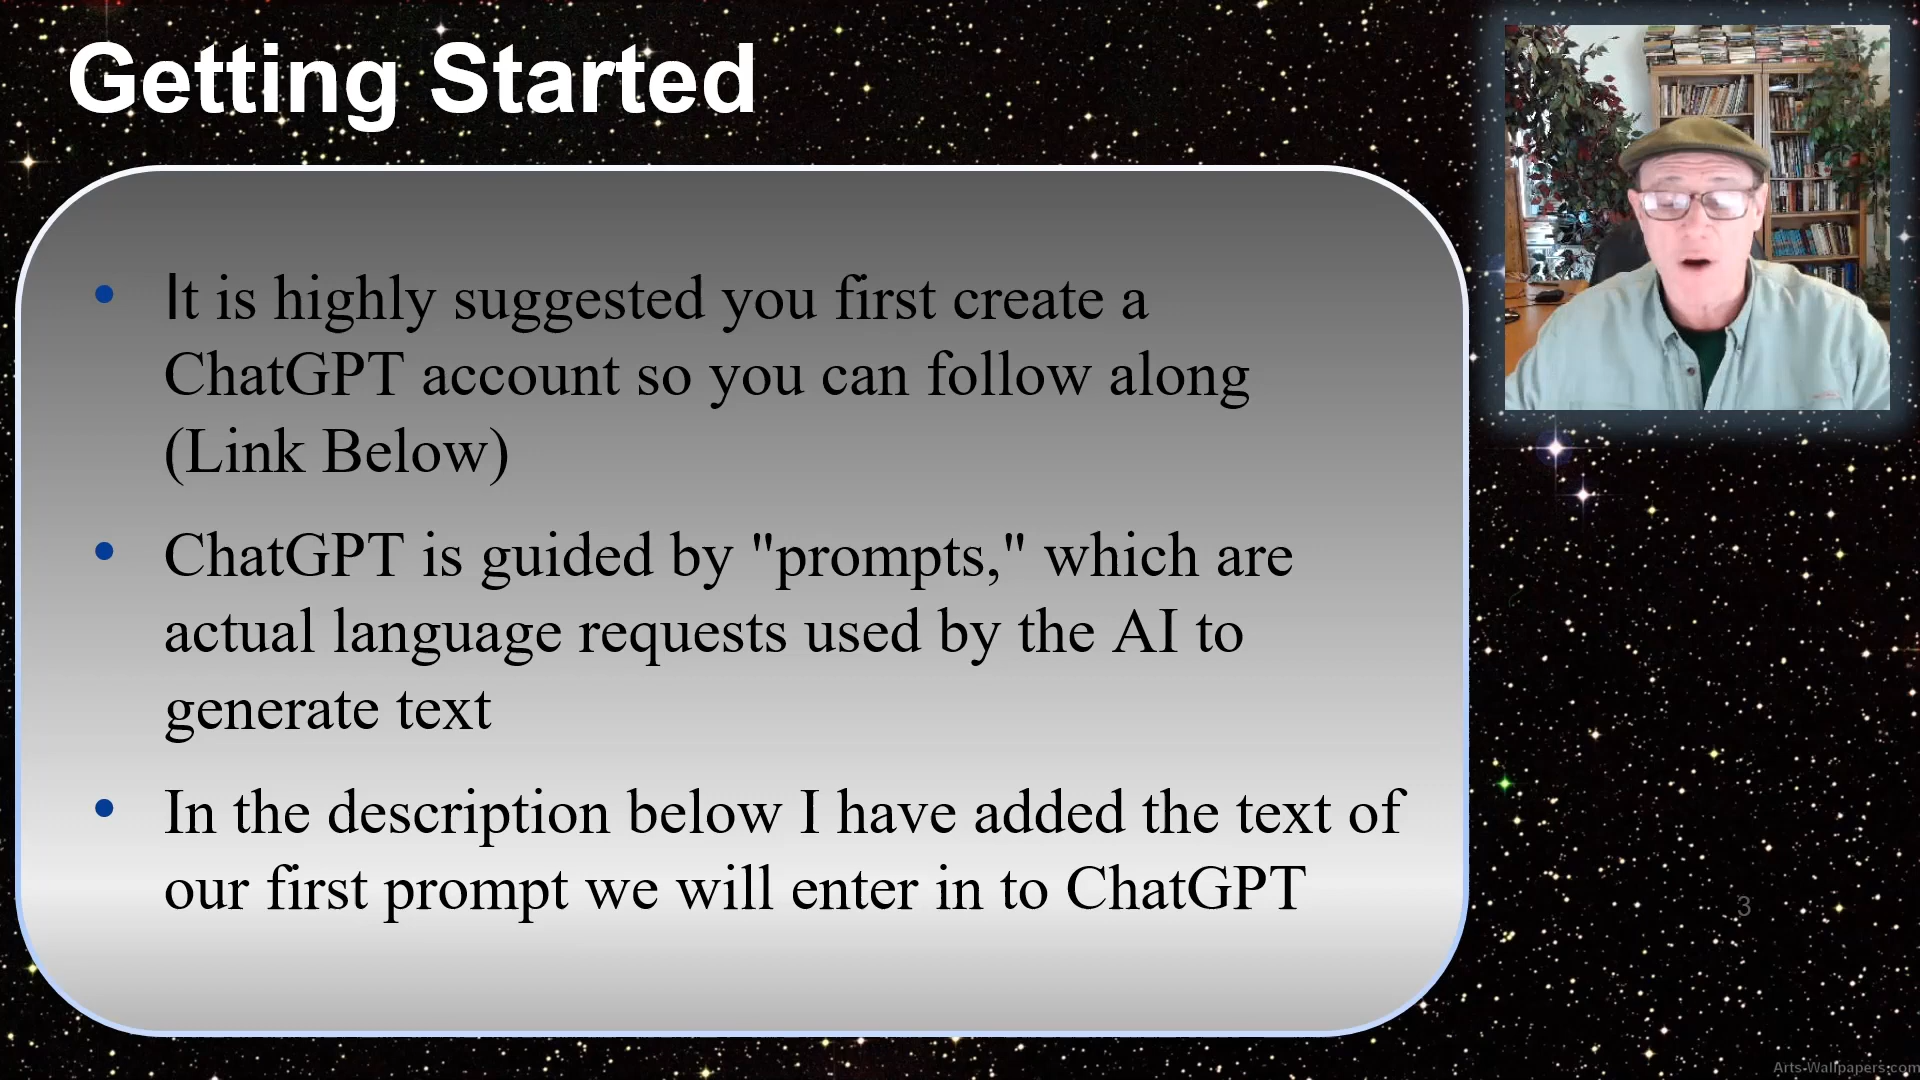 Getting Started
• It is highly suggested you first create a
ChatGPT account so you can follow along
(Link Below)
• ChatGPT is guided by "prompts," which are
actual language requests used by the AI to
generate text
• In the description below I have added the text of
our first prompt we will enter in to ChatGPT
3
Arts-Wallpapers.com